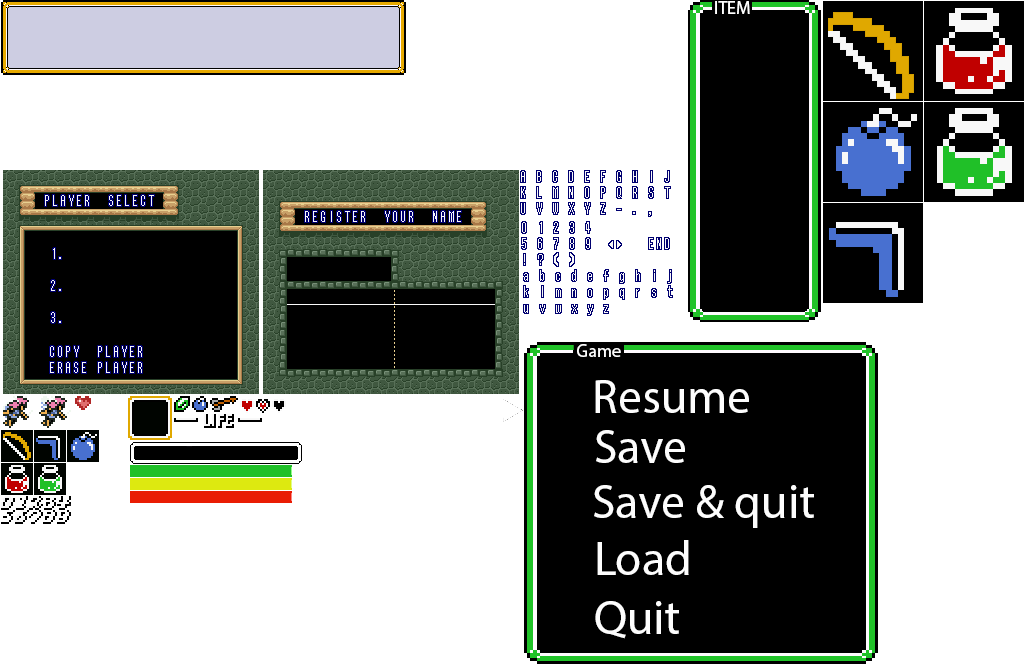 ITEM
PLAYER SELECT
1.
2.
3.
COPY PLAYER
ERASE PLAYER
REGISTER YOUR NAME
A B C D E F G H I J
K L M N O P Q R S T
U V W X Y Z - . ,
0 1 2 3 4
5 6 7 8 9 <> END
! ? ( )
a b c d e f g h i j
k l m n o p q r s t
u v w x y z
LIFE
Game
Resume
Save
Save & quit
Load
Quit